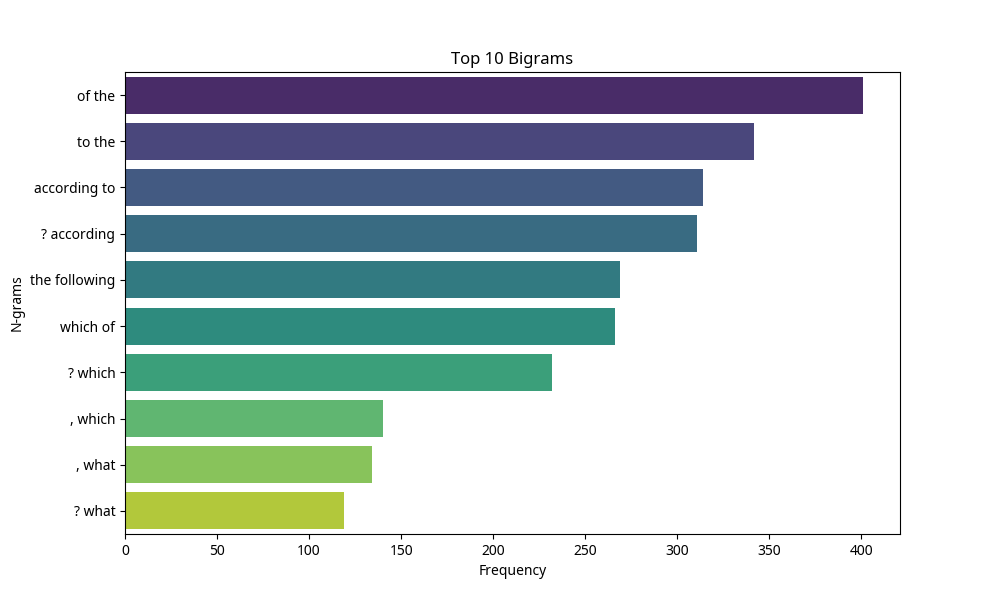 Top 10 Bigrams
N-grams
of the
to the
according to
? according
the following
which of
? which
, which
, what
? what
0 50 100 150 200 250 300 350 400
Frequency